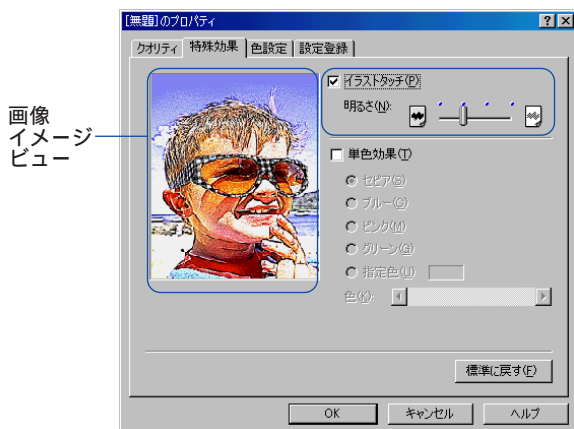 [無題]のプロパティ
クオリティ 特殊効果 色設定 設定登録
画像
イメージ
ビュー
イラストタッチ(P)
明るさ(N):
単色効果(T)
セピア(S)
ブルー(C)
ピンク(M)
グリーン(G)
指定色(U)
色(K):
標準に戻す(F)
OK キャンセル ヘルプ